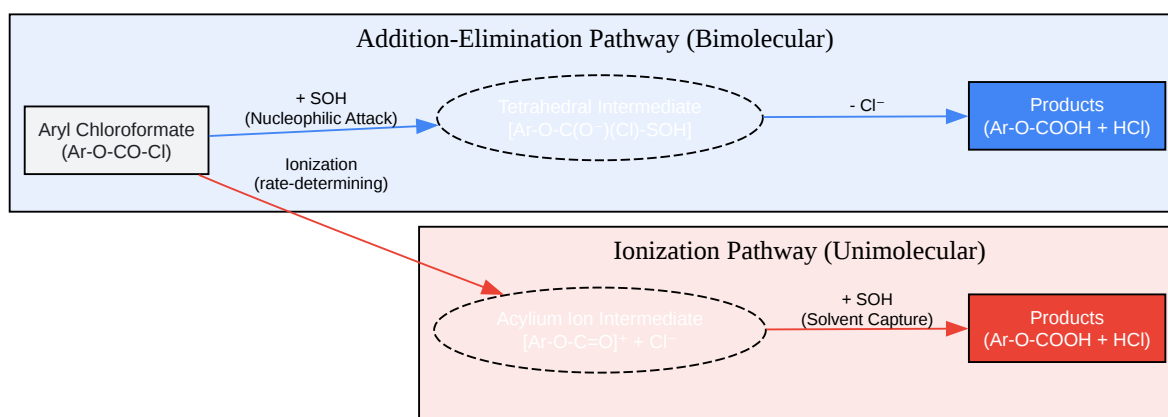 Addition-Elimination Pathway (Bimolecular)
Aryl Chloroformate
(Ar-O-CO-Cl)
+ SOH
(Nucleophilic Attack)
Tetrahedral Intermediate
[Ar-O-C(O⁻)(Cl)-SOH]
- Cl⁻
Products
(Ar-O-COOH + HCl)
Ionization
(rate-determining)
Ionization Pathway (Unimolecular)
Acylium Ion Intermediate
[Ar-O-C=O]⁺ + Cl⁻
+ SOH
(Solvent Capture)
Products
(Ar-O-COOH + HCl)